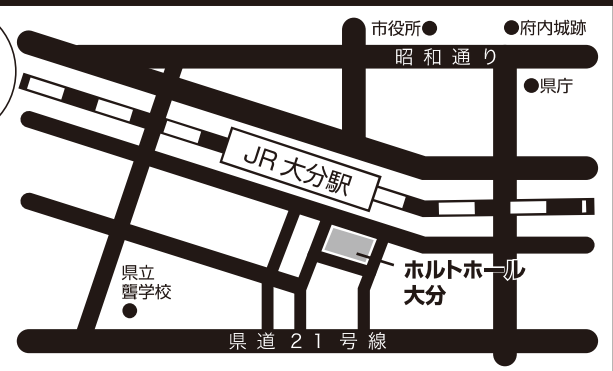 市役所●
●府内城跡
昭和通り
●県庁
JR大分駅
ホルトホール
大分
県立
聾学校
県道21号線